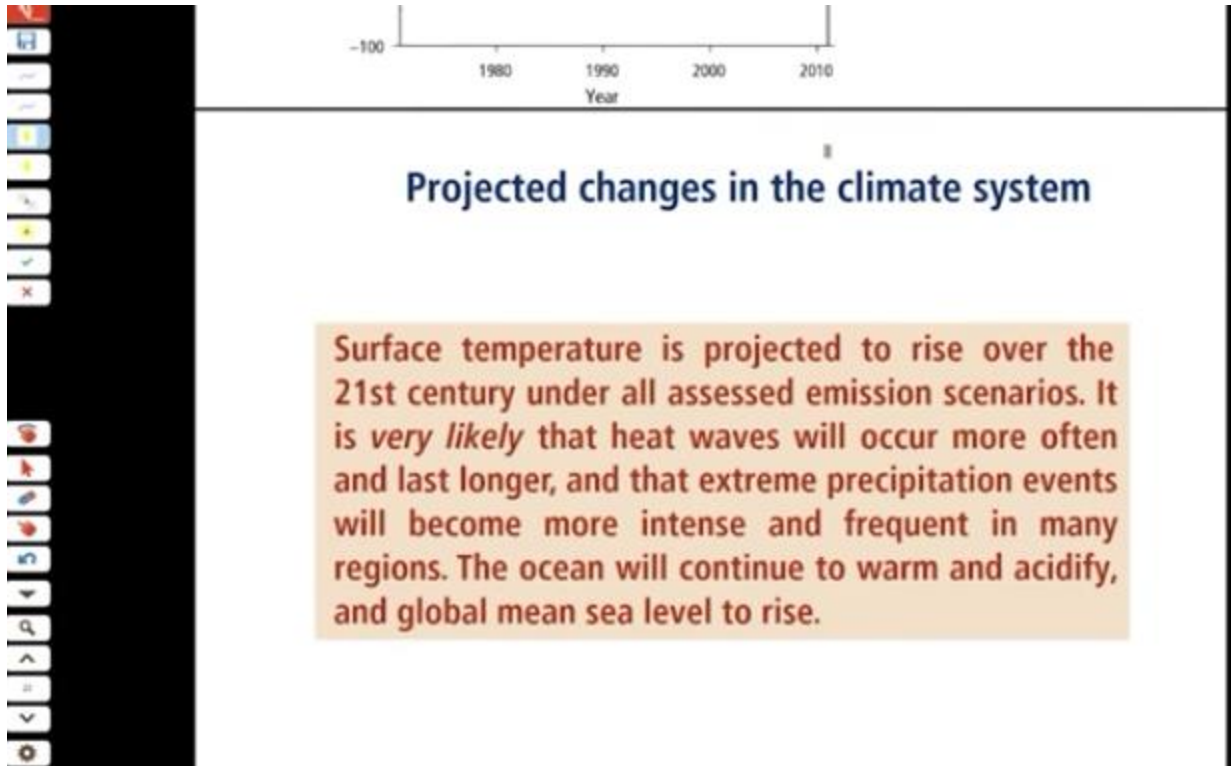 –100
1980 1990 2000 2010
Year
Projected changes in the climate system
Surface temperature is projected to rise over the
21st century under all assessed emission scenarios. It
is very likely that heat waves will occur more often
and last longer, and that extreme precipitation events
will become more intense and frequent in many
regions. The ocean will continue to warm and acidify,
and global mean sea level to rise.